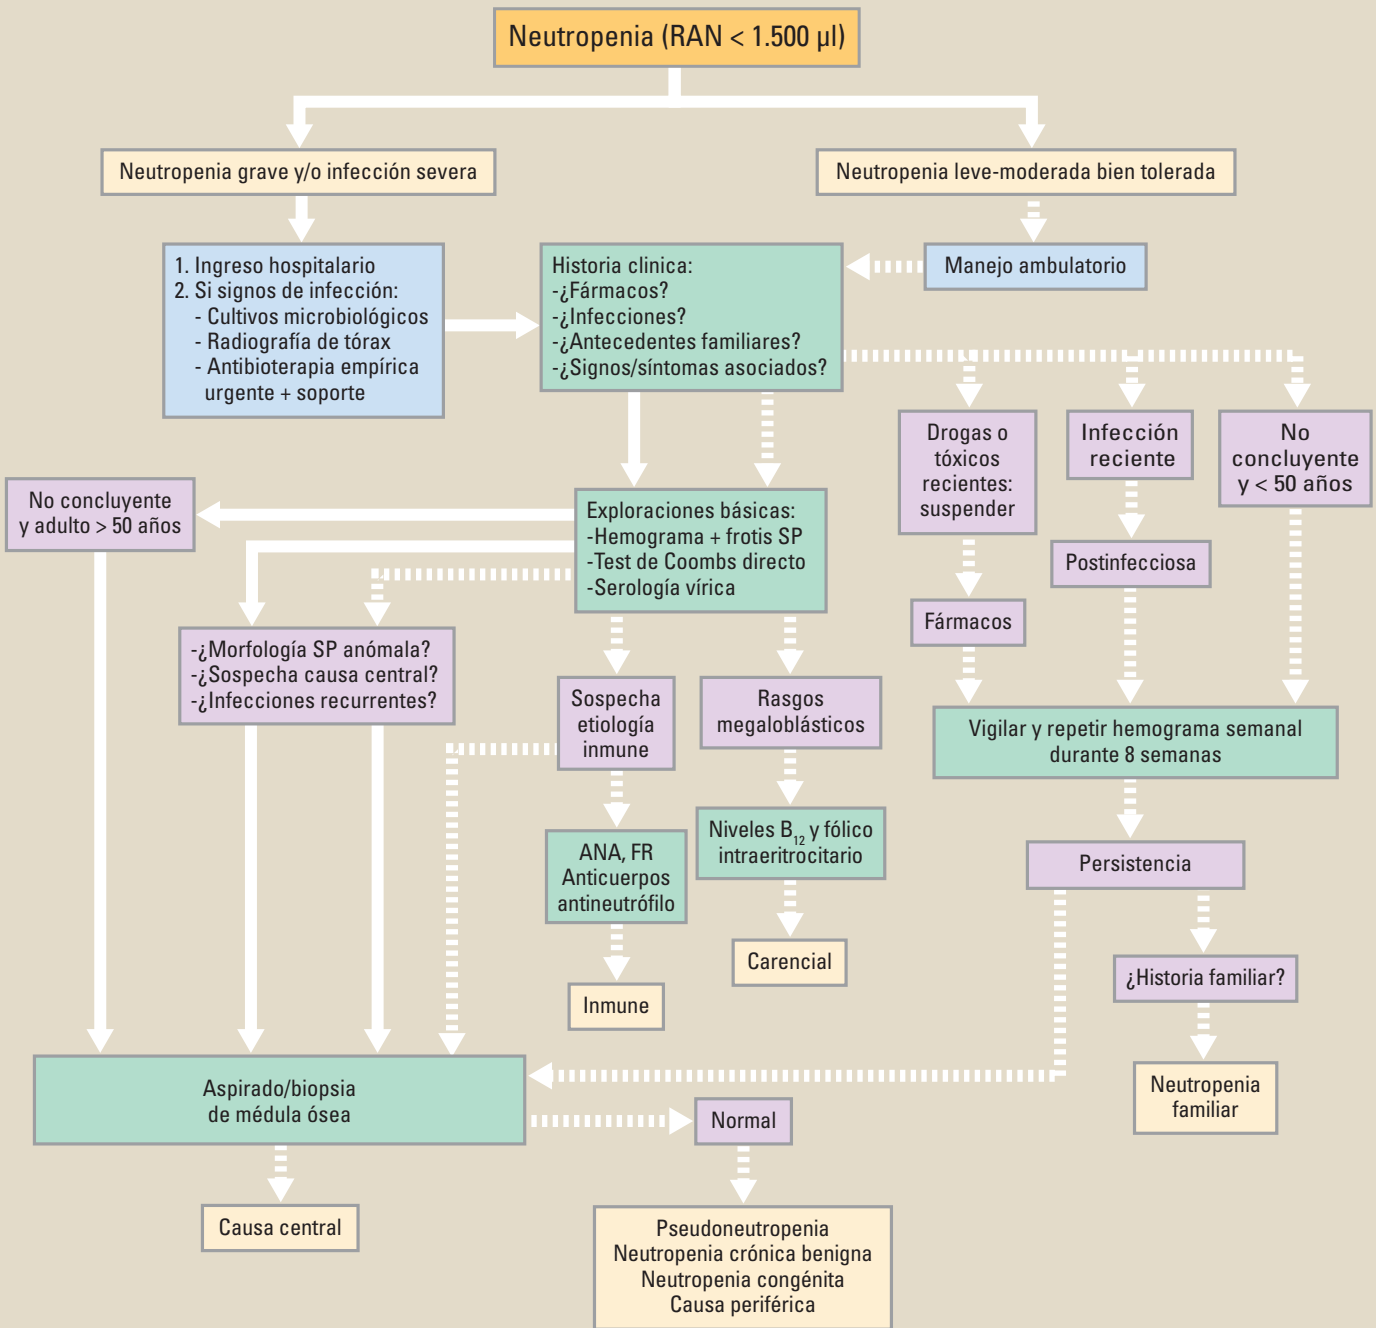 Neutropenia (RAN < 1.500 µl)
Neutropenia grave y/o infección severa
Neutropenia leve-moderada bien tolerada
1. Ingreso hospitalario
2. Si signos de infección:
- Cultivos microbiológicos
- Radiografía de tórax
- Antibioterapia empírica
urgente + soporte
Historia clinica:
-¿Fármacos?
-¿Infecciones?
-¿Antecedentes familiares?
-¿Signos/síntomas asociados?
Manejo ambulatorio
Drogas o
tóxicos
recientes:
suspender
Infección
reciente
No
concluyente
y < 50 años
No concluyente
y adulto > 50 años
Exploraciones básicas:
-Hemograma + frotis SP
-Test de Coombs directo
-Serología vírica
Postinfecciosa
Fármacos
-¿Morfología SP anómala?
-¿Sospecha causa central?
-¿Infecciones recurrentes?
Sospecha
etiología
inmune
Rasgos
megaloblásticos
Vigilar y repetir hemograma semanal
durante 8 semanas
ANA, FR
Anticuerpos
antineutrófilo
Niveles B12 y fólico
intraeritrocitario
Persistencia
Inmune
Carencial
¿Historia familiar?
Aspirado/biopsia
de médula ósea
Normal
Neutropenia
familiar
Causa central
Pseudoneutropenia
Neutropenia crónica benigna
Neutropenia congénita
Causa periférica